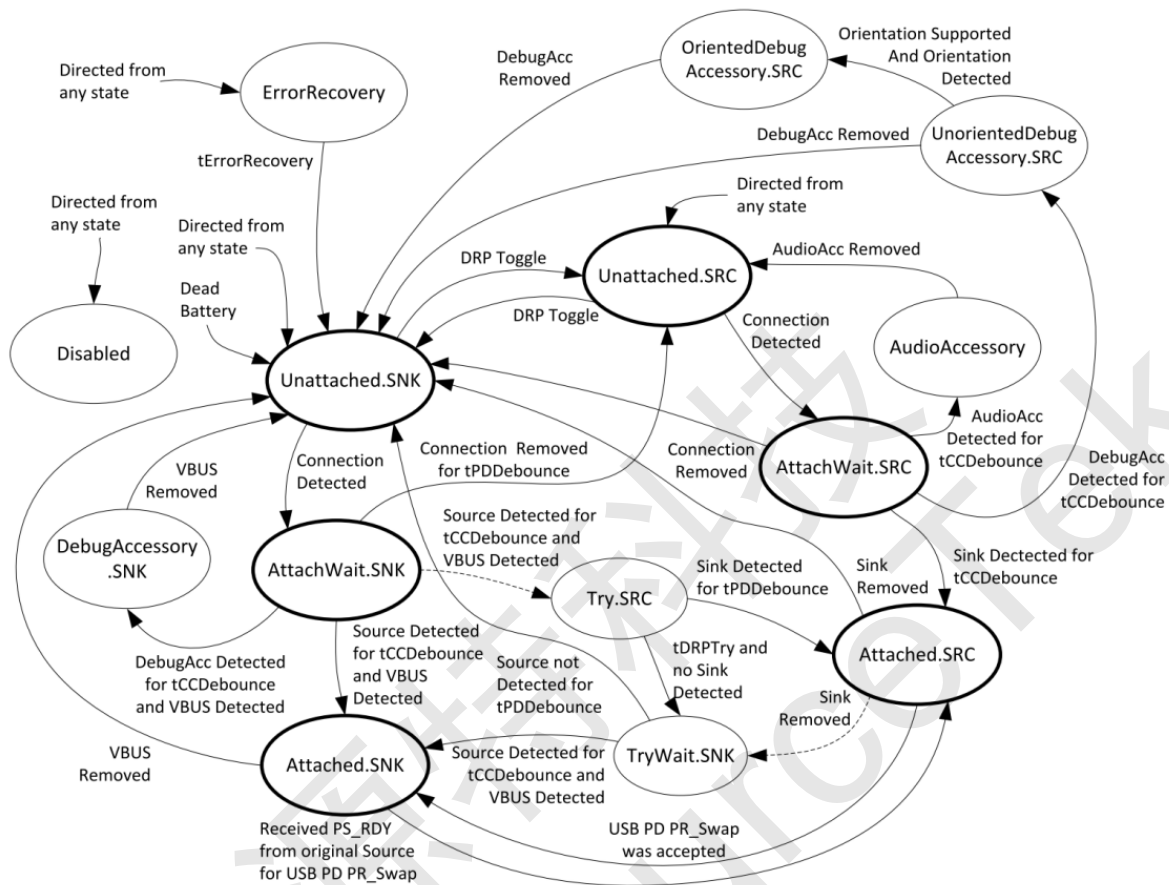 Directed from
any state
ErrorRecovery
tErrorRecovery
DebugAcc
Removed
OrientedDebug
Accessory.SRC
Orientation Supported
And Orientation
Detected
DebugAcc Removed
UnorientedDebug
Accessory.SRC
Directed from
any state
Directed from
any state
Dead
Battery
Disabled
DRP Toggle
DRP Toggle
Directed from
any state
Unattached.SRC
AudioAcc Removed
Connection
Detected
AudioAccessory
Unattached.SNK
AudioAcc
Detected for
tCCDebounce
DebugAcc
Detected for
tCCDebounce
AttachWait.SRC
Connection
Removed
Connection Removed
for tPDDebounce
VBUS
Removed
Connection
Detected
DebugAccessory
.SNK
AttachWait.SNK
Source Detected for
tCCDebounce and
VBUS Detected
Try.SRC
Sink Detected
for tPDDebounce
Sink
Removed
Sink Dectected for
tCCDebounce
Attached.SRC
DebugAcc Detected
for tCCDebounce
and VBUS Detected
Source Detected
for tCCDebounce
and VBUS
Detected
Source not
Detected for
tPDDebounce
tDRPTry and
no Sink
Detected
Sink
Removed
VBUS
Removed
Attached.SNK
Source Detected for
tCCDebounce and
VBUS Detected
TryWait.SNK
Received PS_RDY
from original Source
for USB PD PR_Swap
USB PD PR_Swap
was accepted
源特科技
urceTek